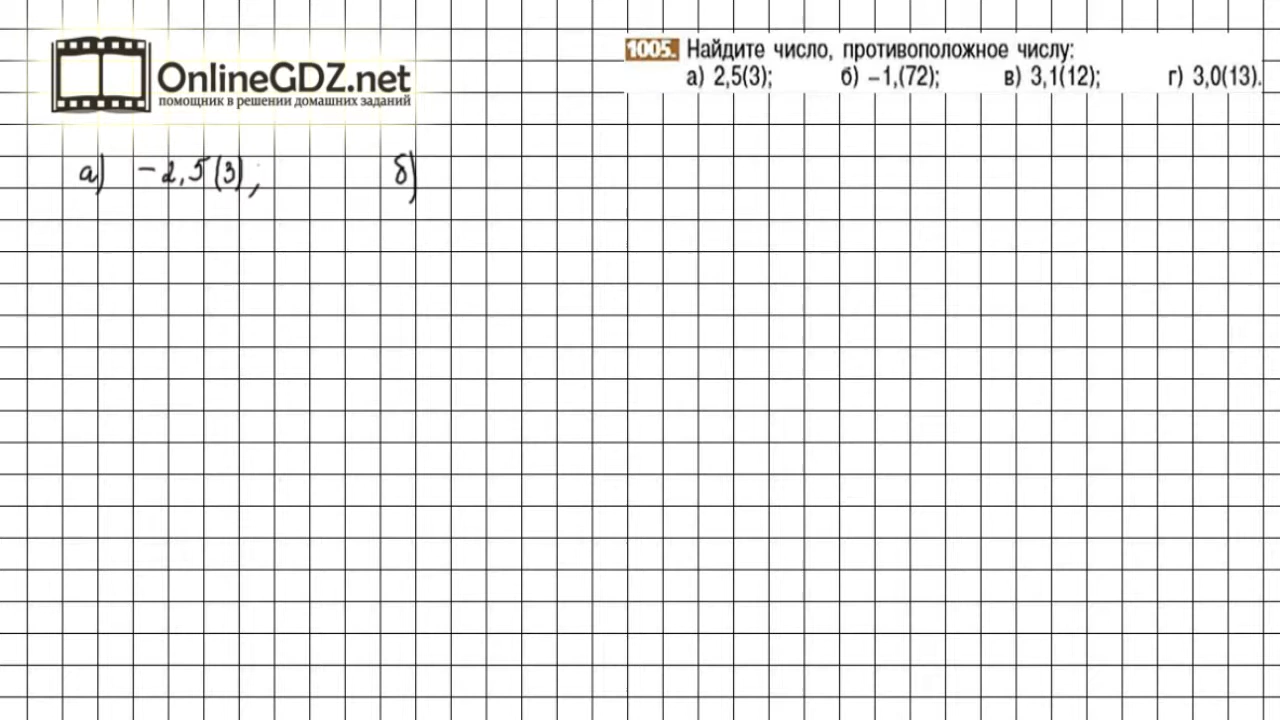 OnlineGDZ.net
помощник в решении домашних заданий
1005. Найдите число, противоположное числу:
а) 2,5(3); б) –1,(72); в) 3,1(12); г) 3,0(13).
а) –2,5(3); б)